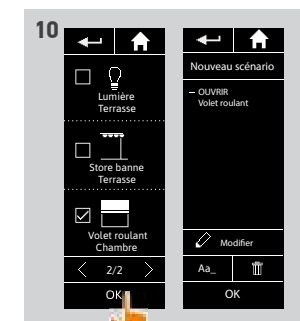 10
Lumière
Terrasse
Store banne
Terrasse
Volet roulant
Chambre
2/2
OK
Nouveau scénario
– OUVRIR
Volet roulant
Modifier
Aa_
OK